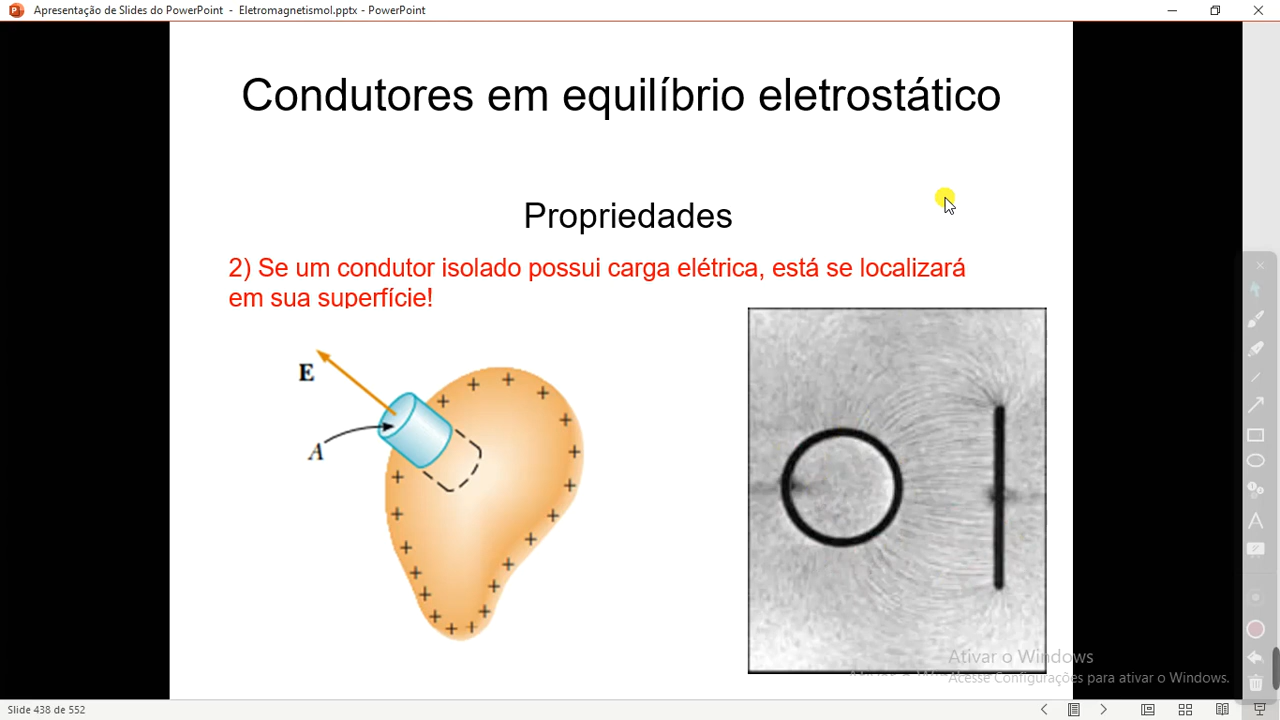 Apresentação de Slides do PowerPoint - Eletromagnetismol.pptx - PowerPoint
Condutores em equilíbrio eletrostático
Propriedades
2) Se um condutor isolado possui carga elétrica, está se localizará
em sua superfície!
E
A
Ativar o Windows
Acesse Configurações para ativar o Windows.
Slide 438 de 552